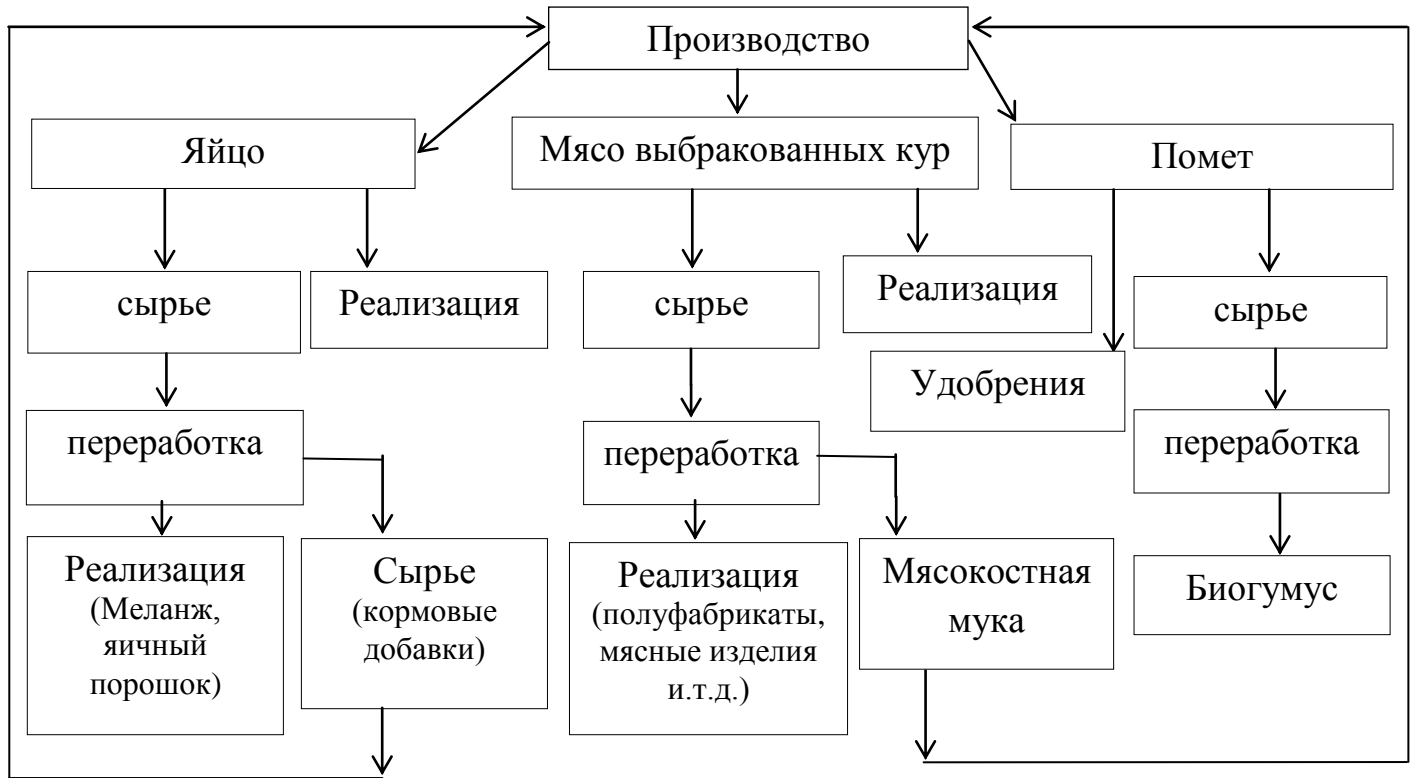 Производство
Яйцо
Мясо выбракованных кур
Помет
сырье
Реализация
сырье
Реализация
сырье
Удобрения
переработка
переработка
переработка
Реализация
(Меланж,
яичный
порошок)
Сырье
(кормовые
добавки)
Реализация
(полуфабрикаты,
мясные изделия
и.т.д.)
Мясокостная
мука
Биогумус